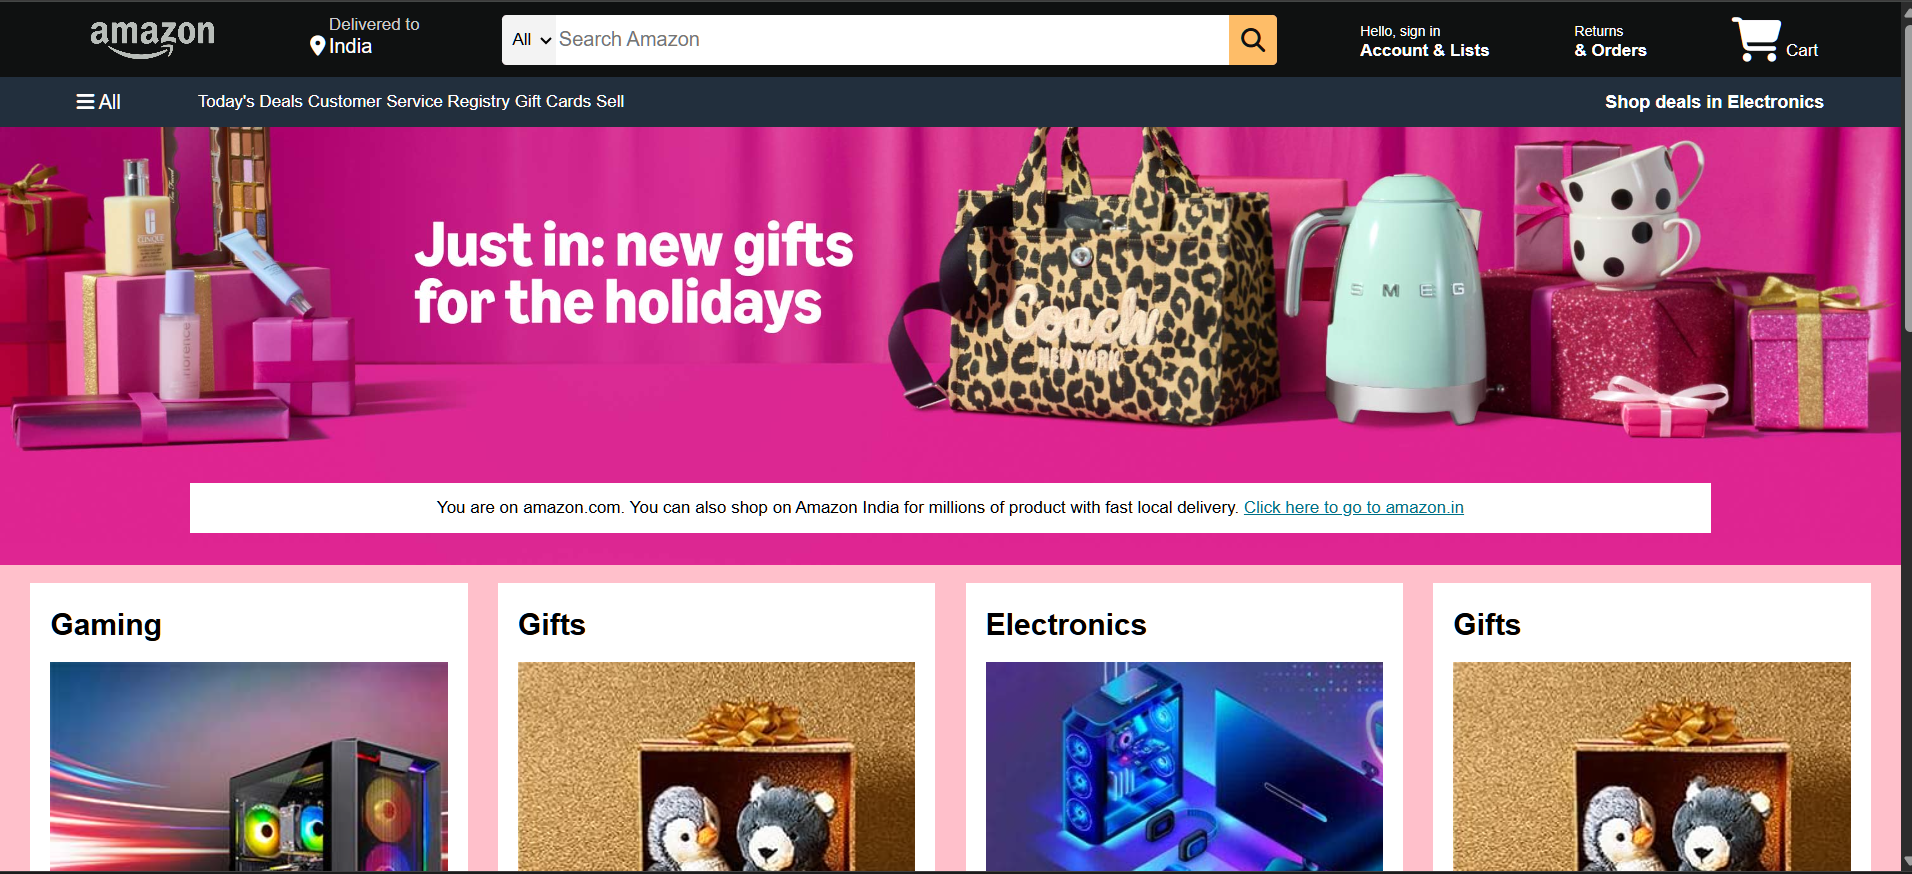 amazon
Delivered to
India
All
Search Amazon
Hello, sign in
Account & Lists
Returns
& Orders
Cart
All
Today's Deals Customer Service Registry Gift Cards Sell
Shop deals in Electronics
CLINIQUE
Just in: new gifts
for the holidays
Coach
NEW YORK
SMEG
You are on amazon.com. You can also shop on Amazon India for millions of product with fast local delivery. Click here to go to amazon.in
Gaming
Gifts
Electronics
Gifts